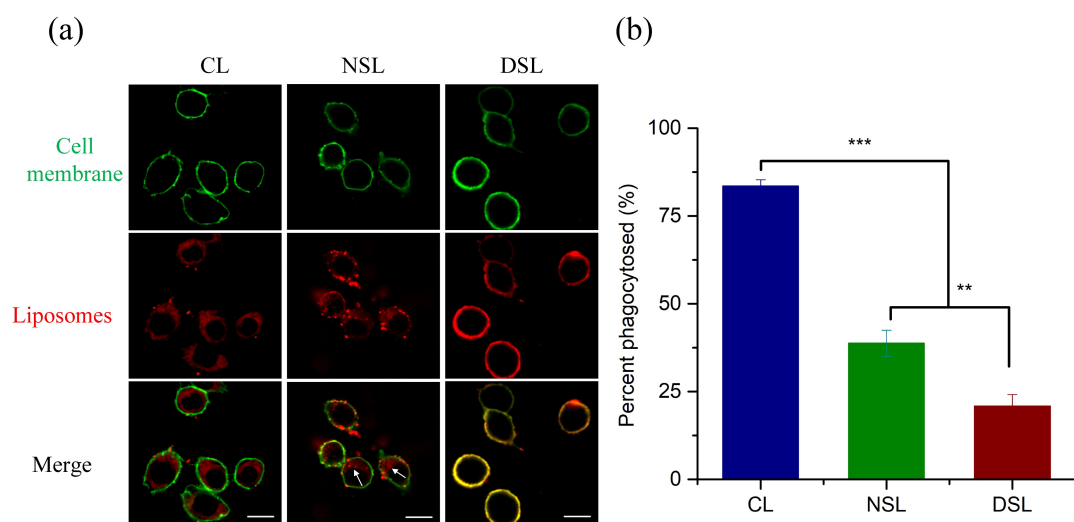 (a)
CL NSL DSL
Cell
membrane
Liposomes
Merge
(b)
Percent phagocytosed (%)
100
75
50
25
0
***
**
CL NSL DSL